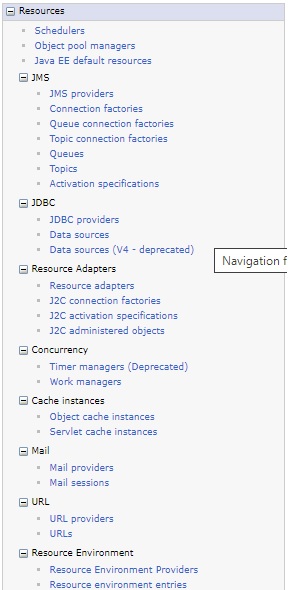 Resources
Schedulers
Object pool managers
Java EE default resources
JMS
JMS providers
Connection factories
Queue connection factories
Topic connection factories
Queues
Topics
Activation specifications
JDBC
JDBC providers
Data sources
Data sources (V4 - deprecated)
Navigation f
Resource Adapters
Resource adapters
J2C connection factories
J2C activation specifications
J2C administered objects
Concurrency
Timer managers (Deprecated)
Work managers
Cache instances
Object cache instances
Servlet cache instances
Mail
Mail providers
Mail sessions
URL
URL providers
URLs
Resource Environment
Resource Environment Providers
Resource environment entries